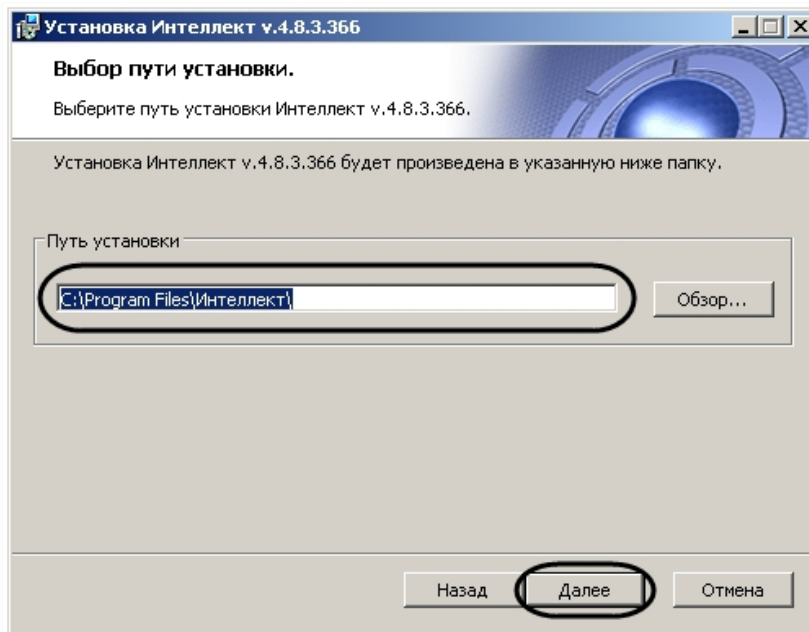 Установка Интеллект v.4.8.3.366
Выбор пути установки.
Выберите путь установки Интеллект v.4.8.3.366.
Установка Интеллект v.4.8.3.366 будет произведена в указанную ниже папку.
Путь установки
C:\Program Files\Интеллект\
Обзор...
Назад
Далее
Отмена